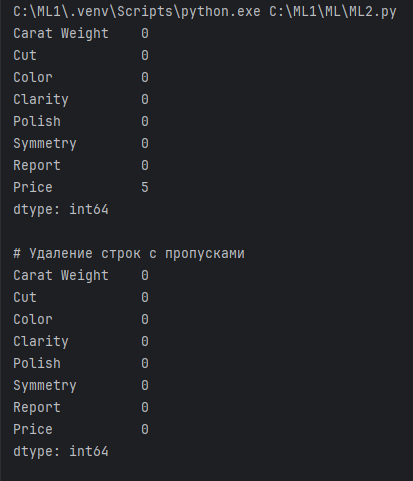 C:\ML1\.venv\Scripts\python.exe C:\ML1\ML\ML2.py
Carat Weight    0
Cut             0
Color           0
Clarity         0
Polish          0
Symmetry        0
Report          0
Price           5
dtype: int64

# Удаление строк с пропусками
Carat Weight    0
Cut             0
Color           0
Clarity         0
Polish          0
Symmetry        0
Report          0
Price           0
dtype: int64